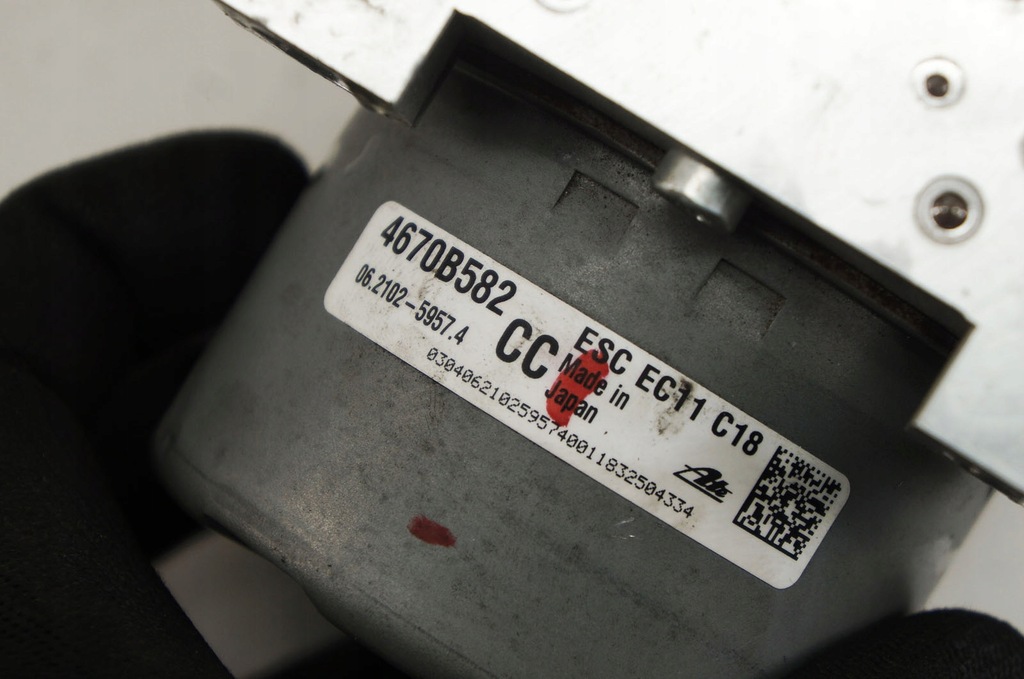 4670B582
ESC EC11 C18
06.2102-5957.4
CC
Made in
Japan
0304062102595740011832504334
Ate